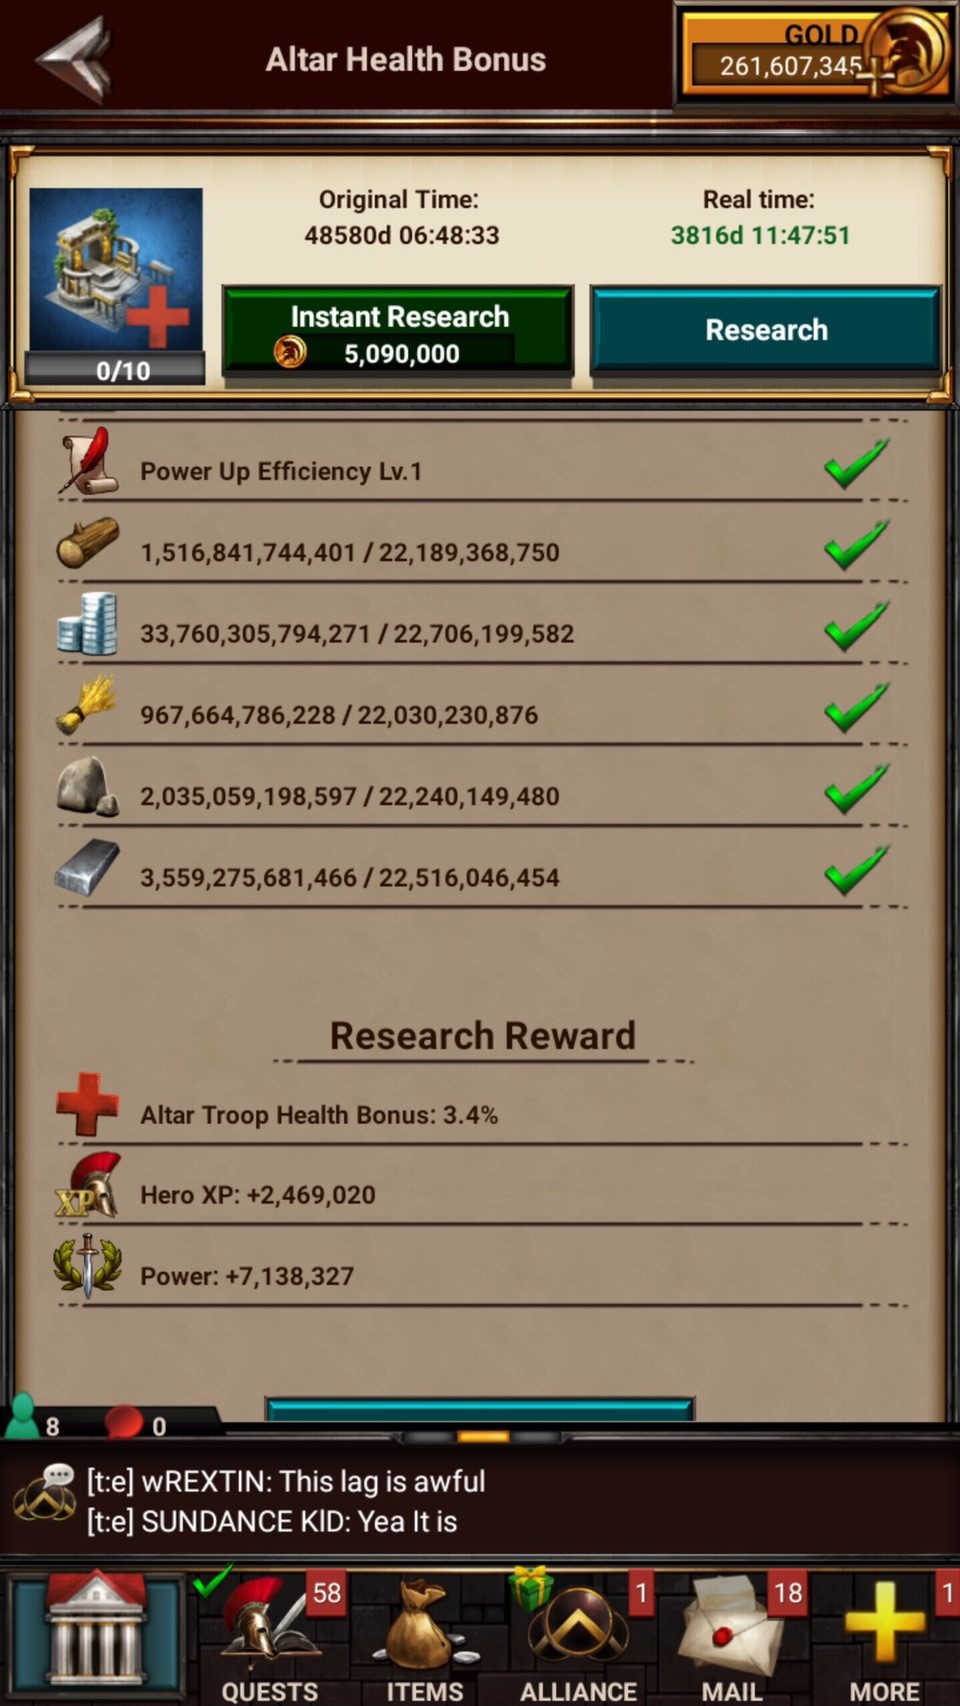 Altar Health Bonus
GOLD
261,607,345
Original Time:
48580d 06:48:33
Real time:
3816d 11:47:51
Instant Research
5,090,000
Research
0/10
Power Up Efficiency Lv.1
1,516,841,744,401 / 22,189,368,750
33,760,305,794,271 / 22,706,199,582
967,664,786,228 / 22,030,230,876
2,035,059,198,597 / 22,240,149,480
3,559,275,681,466 / 22,516,046,454
Research Reward
Altar Troop Health Bonus: 3.4%
XP
Hero XP: +2,469,020
Power: +7,138,327
8
0
[t:e] wREXTIN: This lag is awful
[t:e] SUNDANCE KlD: Yea It is
58
1
18
1
QUESTS
ITEMS
ALLIANCE
MAIL
MORE